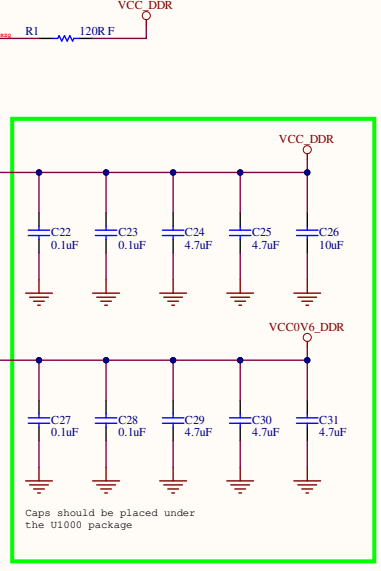 VCC_DDR
R1 120R F
VCC_DDR
C22 C23 C24 C25 C26
0.1uF 0.1uF 4.7uF 4.7uF 10uF
VCC0V6_DDR
C27 C28 C29 C30 C31
0.1uF 0.1uF 4.7uF 4.7uF 4.7uF
Caps should be placed under
the U1000 package